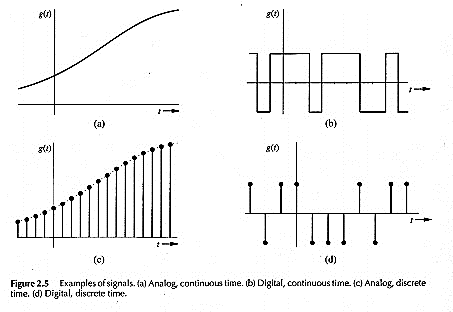 g(t)
g(t)
t
t
(a)
(b)
g(t)
g(t)
t
t
(c)
(d)
Figure 2.5 Examples of signals. (a) Analog, continuous time. (b) Digital, continuous time. (c) Analog, discrete
time. (d) Digital, discrete time.